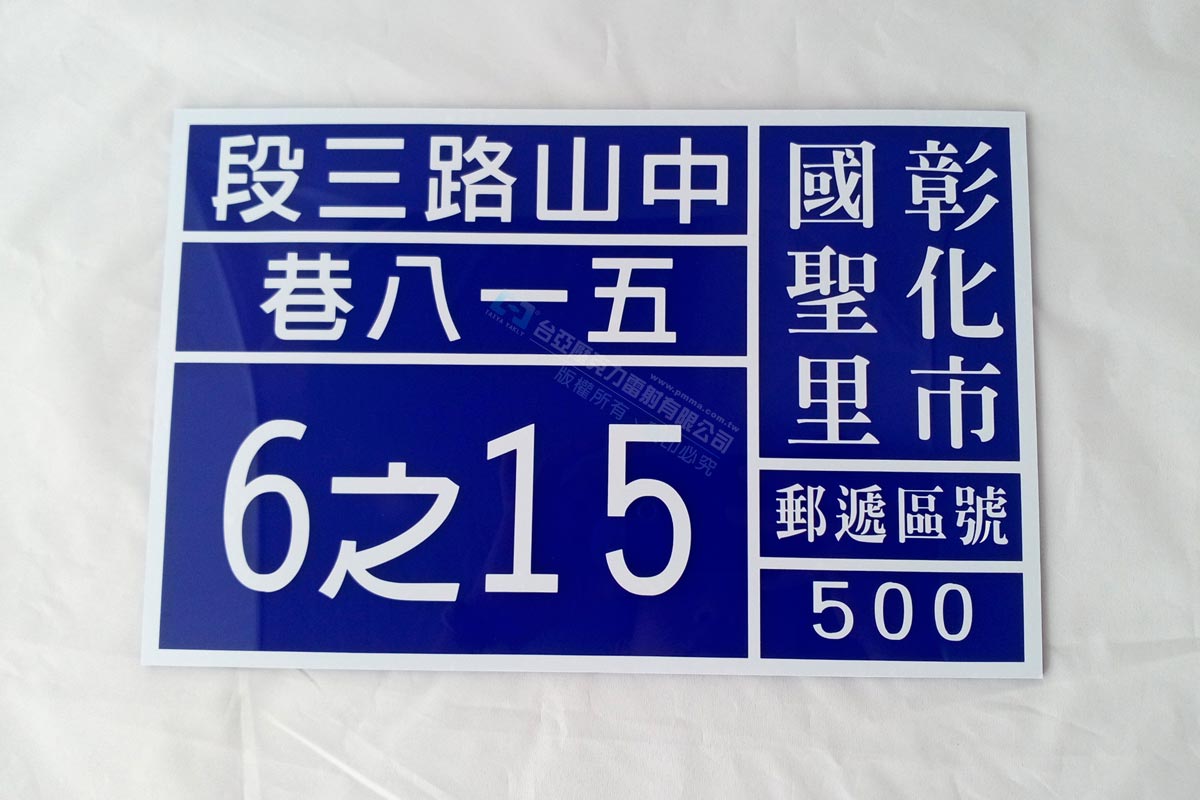 彰化市
國聖里
郵遞區號
500
中山路三段
五一八巷
6之15
www.pmma.com.tw
台亞壓克力雷射有限公司
版權所有